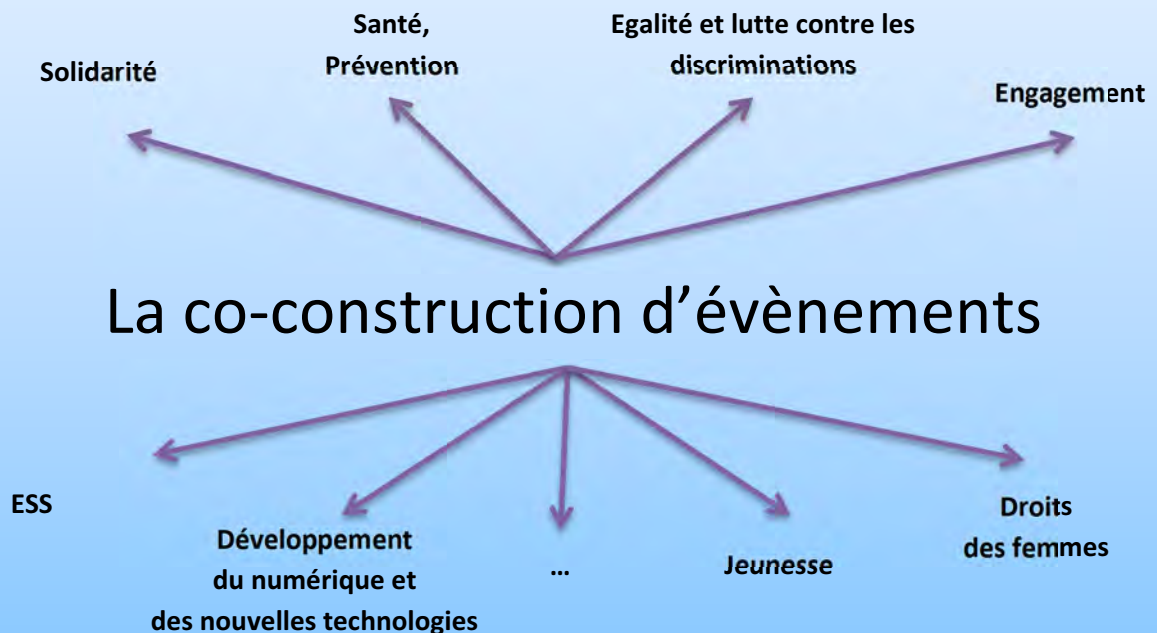 Solidarité
Santé,
Prévention
Egalité et lutte contre les
discriminations
Engagement
La co-construction d’évènements
ESS
Développement
du numérique et
des nouvelles technologies
...
Jeunesse
Droits
des femmes